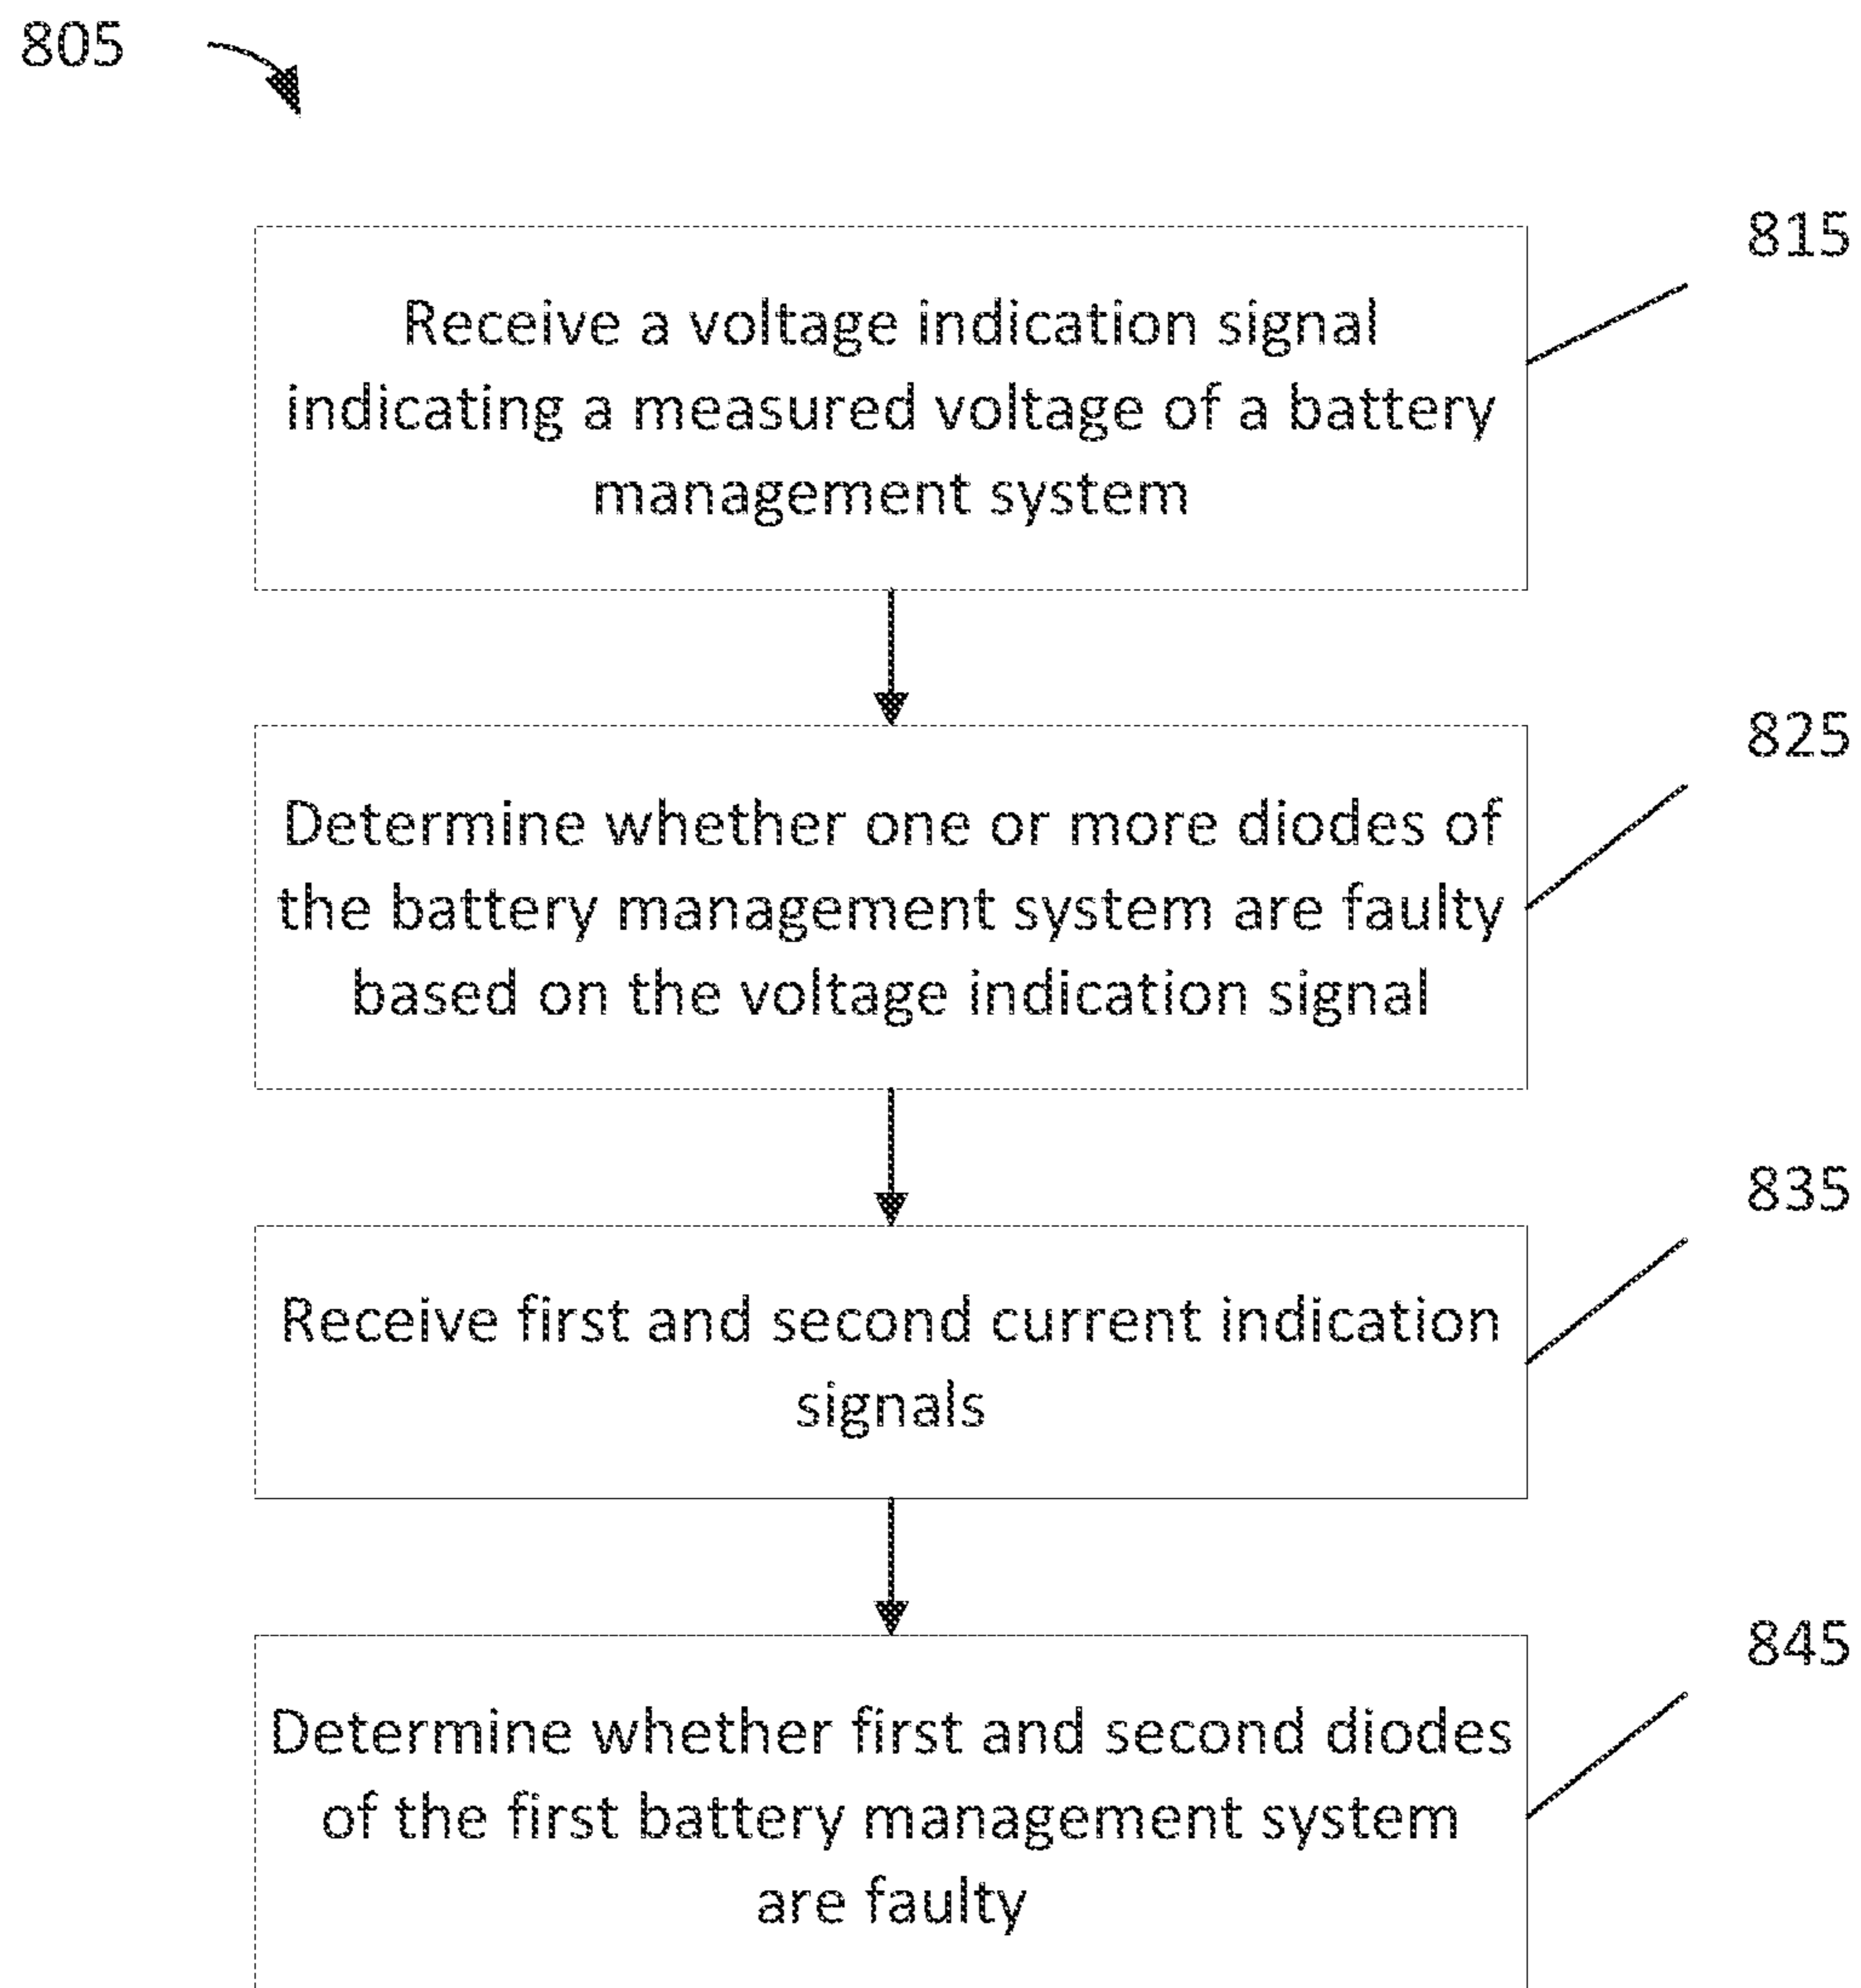 805
815
Receive a voltage indication signal
indicating a measured voltage of a battery
management system
825
Determine whether one or more diodes of
the battery management system are faulty
based on the voltage indication signal
835
Receive first and second current indication
signals
845
Determine whether first and second diodes
of the first battery management system
are faulty